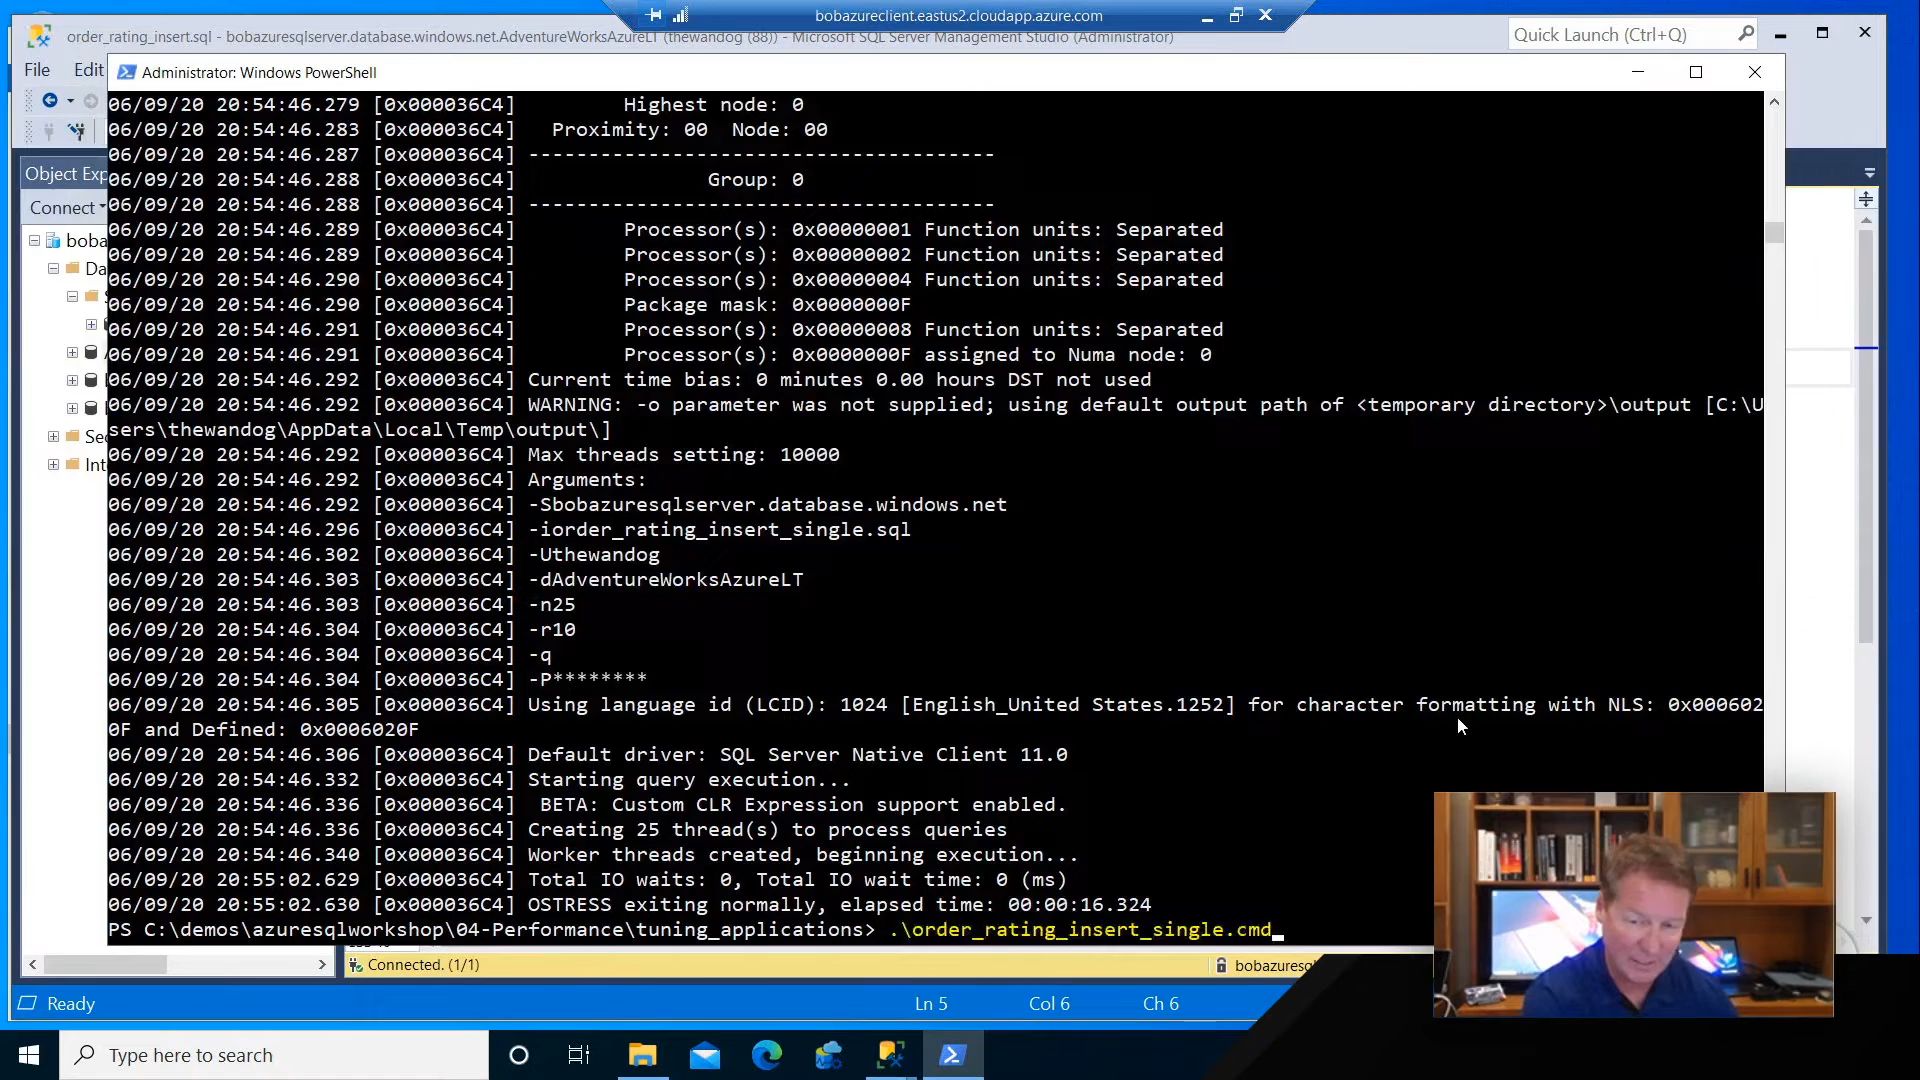 bobazureclient.eastus2.cloudapp.azure.com
order_rating_insert.sql - bobazuresqlserver.database.windows.net.AdventureWorksAzureLT (thewandog (88)) - Microsoft SQL Server Management Studio (Administrator)
Quick Launch (Ctrl+Q)
File Edit
Administrator: Windows PowerShell
Object Exp
Connect
boba
Da
Sec
Int
06/09/20 20:54:46.279 [0x000036C4] Highest node: 0
06/09/20 20:54:46.283 [0x000036C4] Proximity: 00 Node: 00
06/09/20 20:54:46.287 [0x000036C4] ---------------------------------------
06/09/20 20:54:46.288 [0x000036C4] Group: 0
06/09/20 20:54:46.288 [0x000036C4] ---------------------------------------
06/09/20 20:54:46.289 [0x000036C4] Processor(s): 0x00000001 Function units: Separated
06/09/20 20:54:46.289 [0x000036C4] Processor(s): 0x00000002 Function units: Separated
06/09/20 20:54:46.290 [0x000036C4] Processor(s): 0x00000004 Function units: Separated
06/09/20 20:54:46.290 [0x000036C4] Package mask: 0x0000000F
06/09/20 20:54:46.291 [0x000036C4] Processor(s): 0x00000008 Function units: Separated
06/09/20 20:54:46.291 [0x000036C4] Processor(s): 0x0000000F assigned to Numa node: 0
06/09/20 20:54:46.292 [0x000036C4] Current time bias: 0 minutes 0.00 hours DST not used
06/09/20 20:54:46.292 [0x000036C4] WARNING: -o parameter was not supplied; using default output path of <temporary directory>\output [C:\U
sers\thewandog\AppData\Local\Temp\output\]
06/09/20 20:54:46.292 [0x000036C4] Max threads setting: 10000
06/09/20 20:54:46.292 [0x000036C4] Arguments:
06/09/20 20:54:46.292 [0x000036C4] -Sbobazuresqlserver.database.windows.net
06/09/20 20:54:46.296 [0x000036C4] -iorder_rating_insert_single.sql
06/09/20 20:54:46.302 [0x000036C4] -Uthewandog
06/09/20 20:54:46.303 [0x000036C4] -dAdventureWorksAzureLT
06/09/20 20:54:46.303 [0x000036C4] -n25
06/09/20 20:54:46.304 [0x000036C4] -r10
06/09/20 20:54:46.304 [0x000036C4] -q
06/09/20 20:54:46.304 [0x000036C4] -P********
06/09/20 20:54:46.305 [0x000036C4] Using language id (LCID): 1024 [English_United States.1252] for character formatting with NLS: 0x000602
0F and Defined: 0x0006020F
06/09/20 20:54:46.306 [0x000036C4] Default driver: SQL Server Native Client 11.0
06/09/20 20:54:46.332 [0x000036C4] Starting query execution...
06/09/20 20:54:46.336 [0x000036C4] BETA: Custom CLR Expression support enabled.
06/09/20 20:54:46.336 [0x000036C4] Creating 25 thread(s) to process queries
06/09/20 20:54:46.340 [0x000036C4] Worker threads created, beginning execution...
06/09/20 20:55:02.629 [0x000036C4] Total IO waits: 0, Total IO wait time: 0 (ms)
06/09/20 20:55:02.630 [0x000036C4] OSTRESS exiting normally, elapsed time: 00:00:16.324
PS C:\demos\azuresqlworkshop\04-Performance\tuning_applications> .\order_rating_insert_single.cmd
Connected. (1/1)
bobazuresq
Ready
Ln 5
Col 6
Ch 6
Type here to search